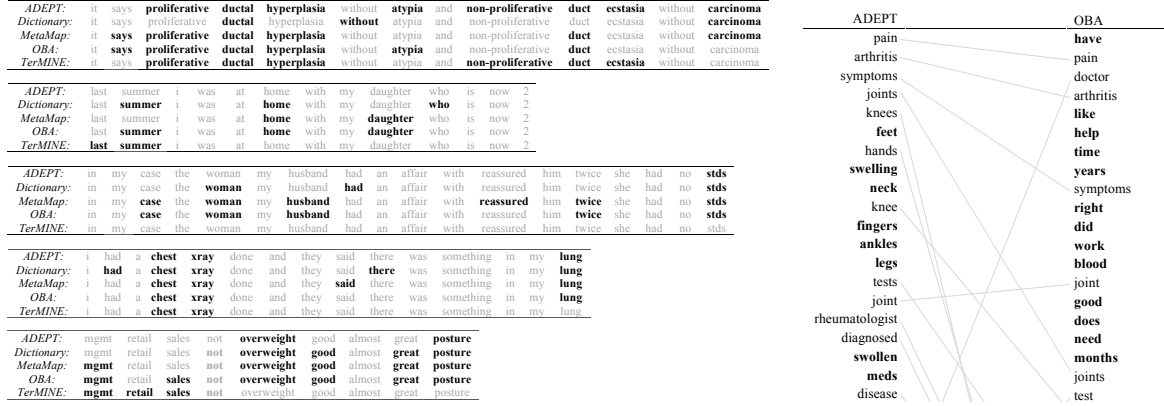 ADEPT: it says proliferative ductal hyperplasia without atypia and non-proliferative duct ecstasia without carcinoma
Dictionary: it says proliferative ductal hyperplasia without atypia and non-proliferative duct ecstasia without carcinoma
MetaMap: it says proliferative ductal hyperplasia without atypia and non-proliferative duct ecstasia without carcinoma
OBA: it says proliferative ductal hyperplasia without atypia and non-proliferative duct ecstasia without carcinoma
TerMINE: it says proliferative ductal hyperplasia without atypia and non-proliferative duct ecstasia without carcinoma
ADEPT: last summer i was at home with my daughter who is now 2
Dictionary: last summer i was at home with my daughter who is now 2
MetaMap: last summer i was at home with my daughter who is now 2
OBA: last summer i was at home with my daughter who is now 2
TerMINE: last summer i was at home with my daughter who is now 2
ADEPT: in my case the woman my husband had an affair with reassured him twice she had no stds
Dictionary: in my case the woman my husband had an affair with reassured him twice she had no stds
MetaMap: in my case the woman my husband had an affair with reassured him twice she had no stds
OBA: in my case the woman my husband had an affair with reassured him twice she had no stds
TerMINE: in my case the woman my husband had an affair with reassured him twice she had no stds
ADEPT: i had a chest xray done and they said there was something in my lung
Dictionary: i had a chest xray done and they said there was something in my lung
MetaMap: i had a chest xray done and they said there was something in my lung
OBA: i had a chest xray done and they said there was something in my lung
TerMINE: i had a chest xray done and they said there was something in my lung
ADEPT: mgmt retail sales not overweight good almost great posture
Dictionary: mgmt retail sales not overweight good almost great posture
MetaMap: mgmt retail sales not overweight good almost great posture
OBA: mgmt retail sales not overweight good almost great posture
TerMINE: mgmt retail sales not overweight good almost great posture
ADEPT OBA
pain have
arthritis pain
symptoms doctor
joints arthritis
knees like
feet help
hands time
swelling years
neck symptoms
knee right
fingers did
ankles work
legs blood
tests joint
joint good
rheumatologist does
diagnosed need
swollen months
meds joints
disease test